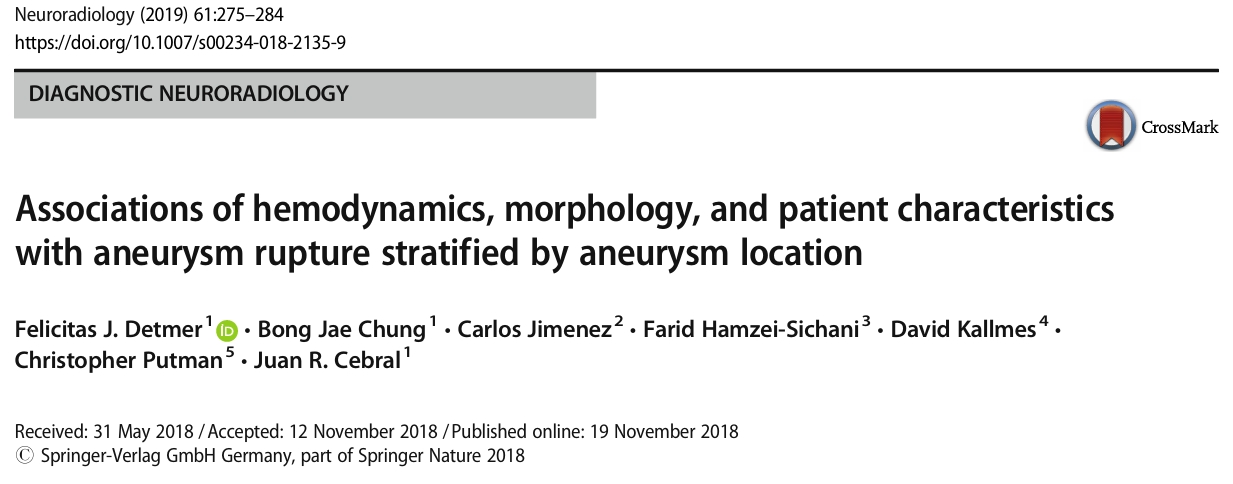 Neuroradiology (2019) 61:275–284
https://doi.org/10.1007/s00234-018-2135-9
DIAGNOSTIC NEURORADIOLOGY
CrossMark
Associations of hemodynamics, morphology, and patient characteristics
with aneurysm rupture stratified by aneurysm location
Felicitas J. Detmer 1 iD • Bong Jae Chung 1 • Carlos Jimenez 2 • Farid Hamzei-Sichani 3 • David Kallmes 4 •
Christopher Putman 5 • Juan R. Cebral 1
Received: 31 May 2018 / Accepted: 12 November 2018 / Published online: 19 November 2018
© Springer-Verlag GmbH Germany, part of Springer Nature 2018